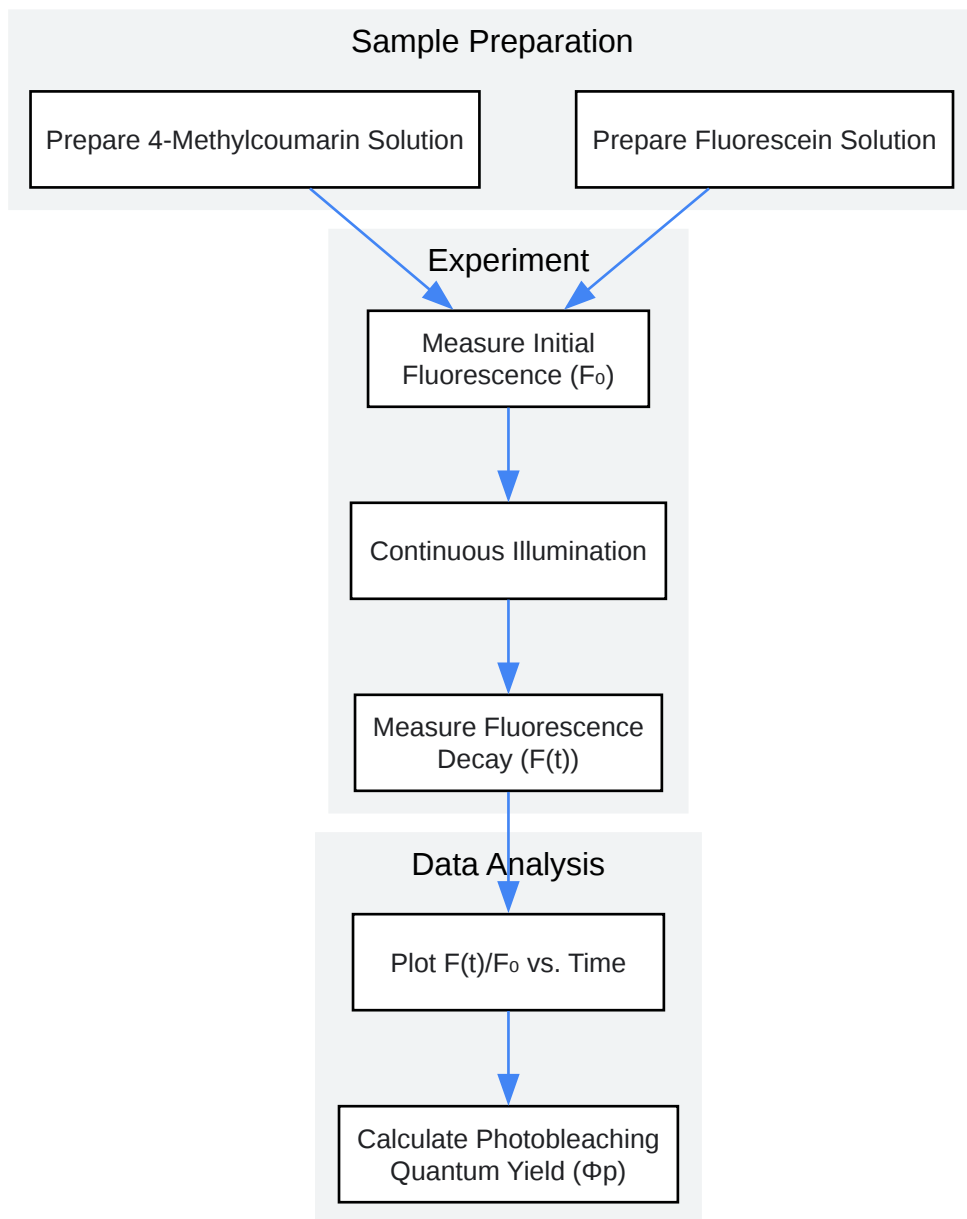 Sample Preparation
Prepare 4-Methylcoumarin Solution
Prepare Fluorescein Solution
Experiment
Measure Initial
Fluorescence (F₀)
Continuous Illumination
Measure Fluorescence
Decay (F(t))
Data Analysis
Plot F(t)/F₀ vs. Time
Calculate Photobleaching
Quantum Yield (Φp)